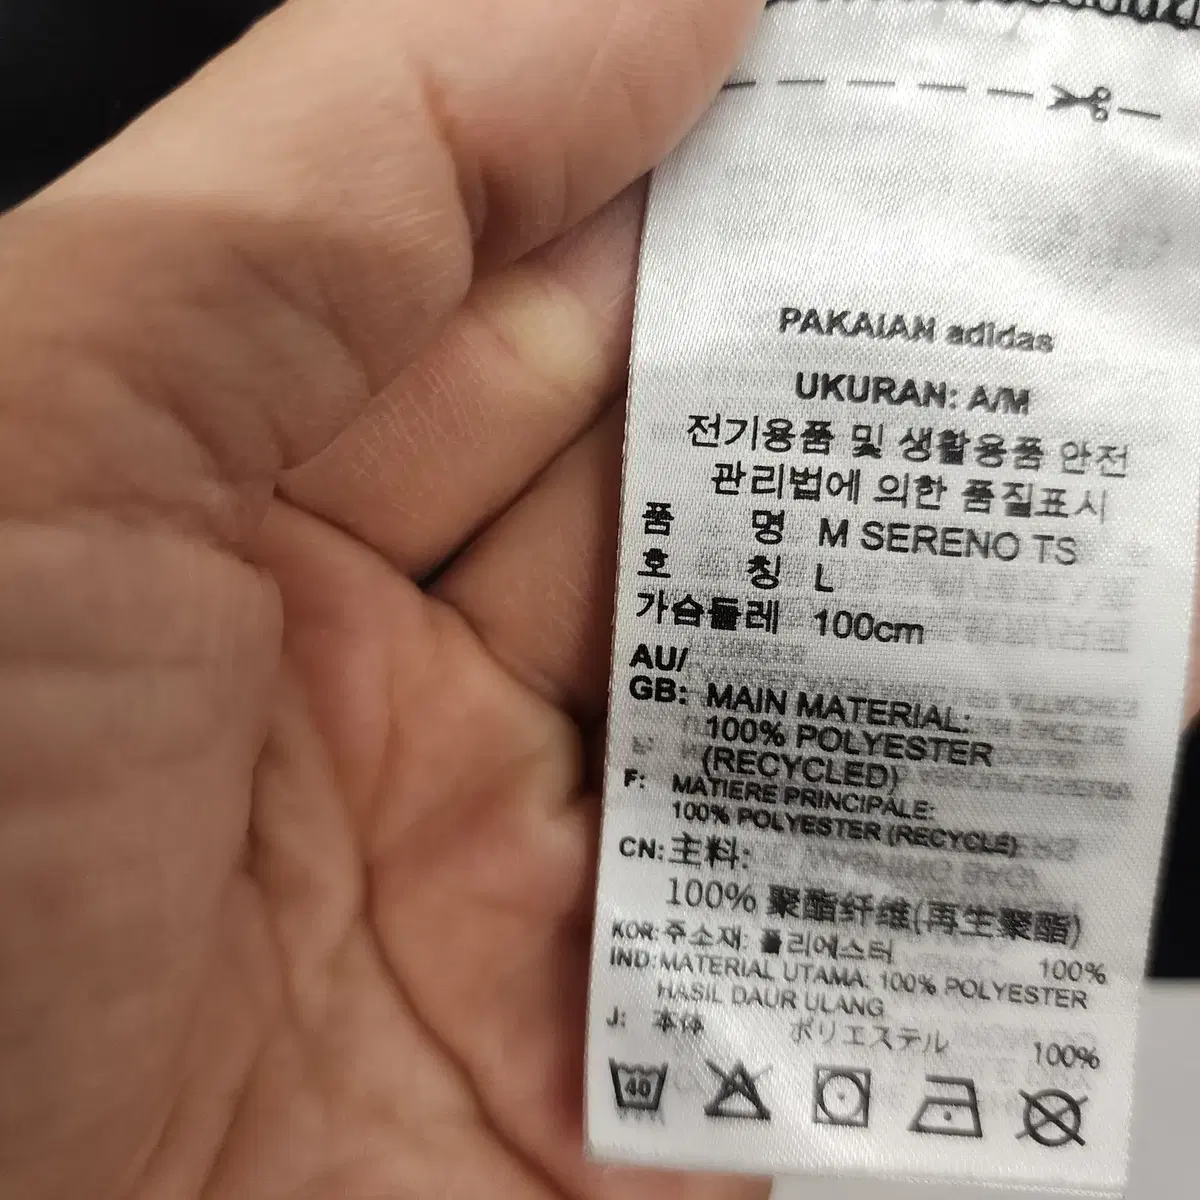 PAKAIAN adidas
UKURAN: A/M
전기용품 및 생활용품 안전
관리법에 의한 품질표시
품 명 M SERENO TS
호 칭 L
가슴둘레 100cm
AU/
GB: MAIN MATERIAL:
100% POLYESTER
(RECYCLED)
F: MATIERE PRINCIPALE:
100% POLYESTER (RECYCLE)
CN: 主料:
100% 聚酯纤维(再生聚酯)
KOR: 주소재: 폴리에스터 100%
IND: MATERIAL UTAMA: 100% POLYESTER
HASIL DAUR ULANG
J: 本体 ポリエステル 100%
40